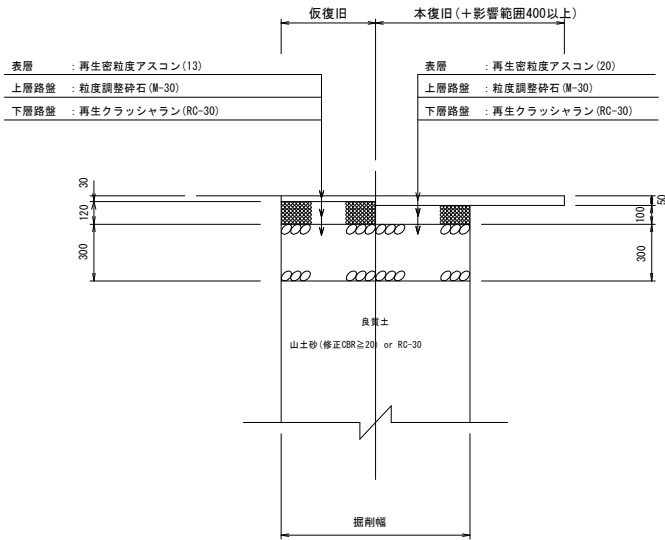 仮復旧
本復旧(＋影響範囲400以上)
表層 :再生密粒度アスコン(13)
上層路盤 :粒度調整砕石(M-30)
下層路盤 :再生クラッシャラン(RC-30)
表層 :再生密粒度アスコン(20)
上層路盤 :粒度調整砕石(M-30)
下層路盤 :再生クラッシャラン(RC-30)
30
120
300
50
100
300
良質土
山土砂(修正CBR≧20) or RC-30
掘削幅